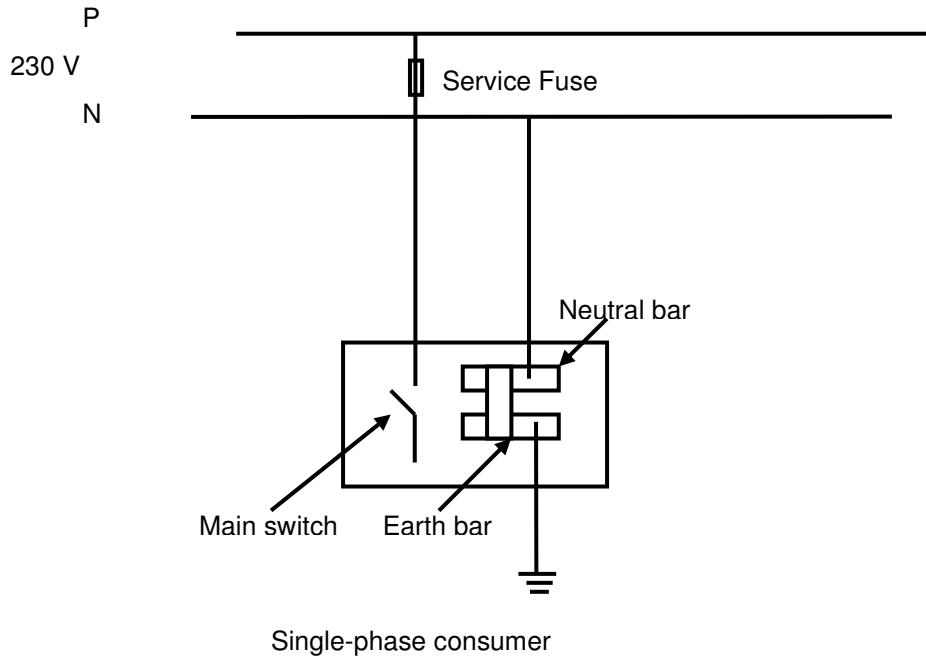 P
230 V
Service Fuse
N
Neutral bar
Main switch
Earth bar
Single-phase consumer